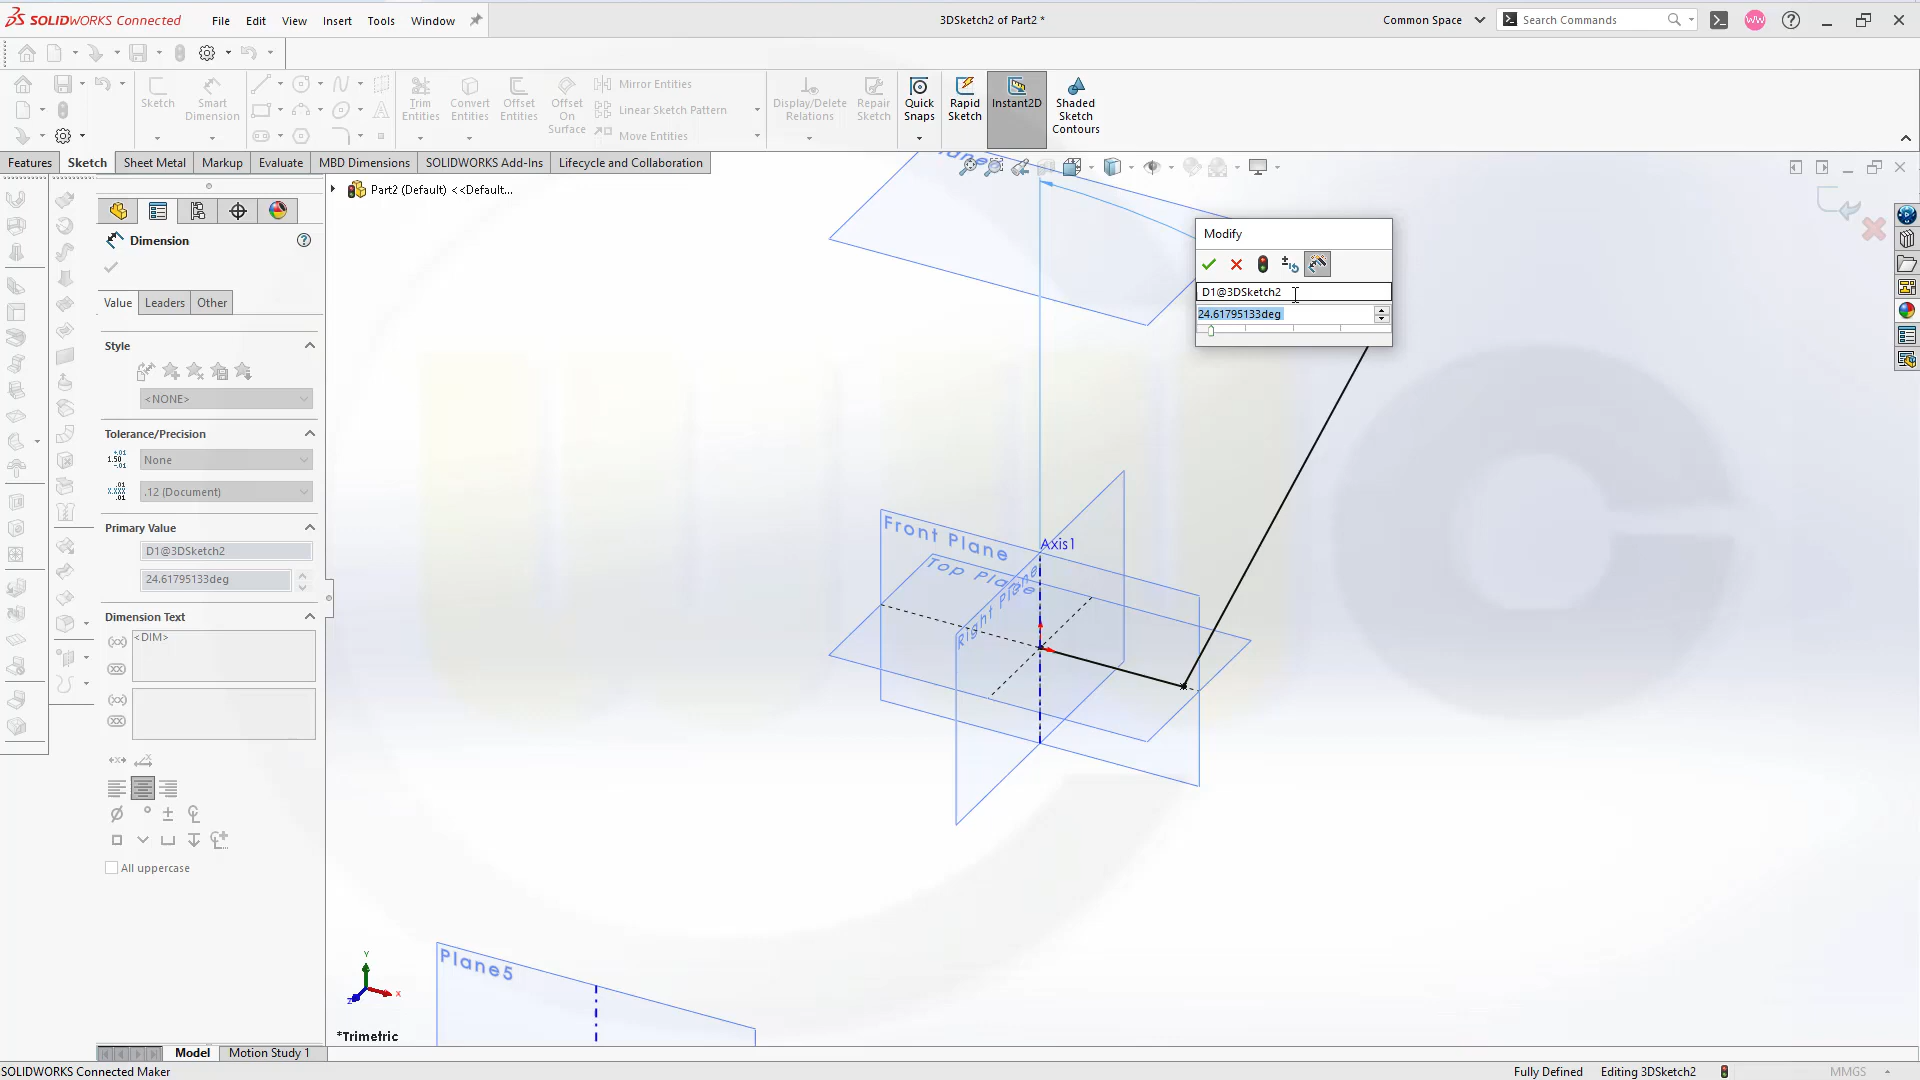 SOLIDWORKS Connected
File
Edit
View
Insert
Tools
Window
3DSketch2 of Part2 *
Common Space
Search Commands
WW
Sketch
Smart Dimension
Trim Entities
Convert Entities
Offset Entities
Offset On Surface
Mirror Entities
Linear Sketch Pattern
Move Entities
Display/Delete Relations
Repair Sketch
Quick Snaps
Rapid Sketch
Instant2D
Shaded Sketch Contours
Features
Sketch
Sheet Metal
Markup
Evaluate
MBD Dimensions
SOLIDWORKS Add-Ins
Lifecycle and Collaboration
Part2 (Default) <<Default...
Dimension
Value
Leaders
Other
Style
<NONE>
Tolerance/Precision
None
.12 (Document)
Primary Value
D1@3DSketch2
24.61795133deg
Dimension Text
<DIM>
All uppercase
Modify
D1@3DSketch2
24.61795133deg
Front Plane
Top Plane
Right Plane
Axis1
Plane5
Y
X
Z
*Trimetric
Model
Motion Study 1
SOLIDWORKS Connected Maker
Fully Defined
Editing 3DSketch2
MMGS